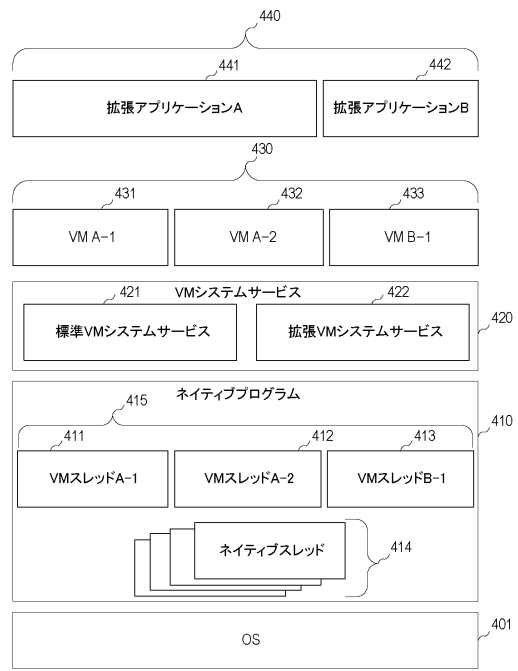 440
441
442
拡張アプリケーションA
拡張アプリケーションB
430
431
432
433
VM A-1
VM A-2
VM B-1
421
VMシステムサービス
422
標準VMシステムサービス
拡張VMシステムサービス
420
ネイティブプログラム
415
410
411
412
413
VMスレッドA-1
VMスレッドA-2
VMスレッドB-1
ネイティブスレッド
414
401
OS